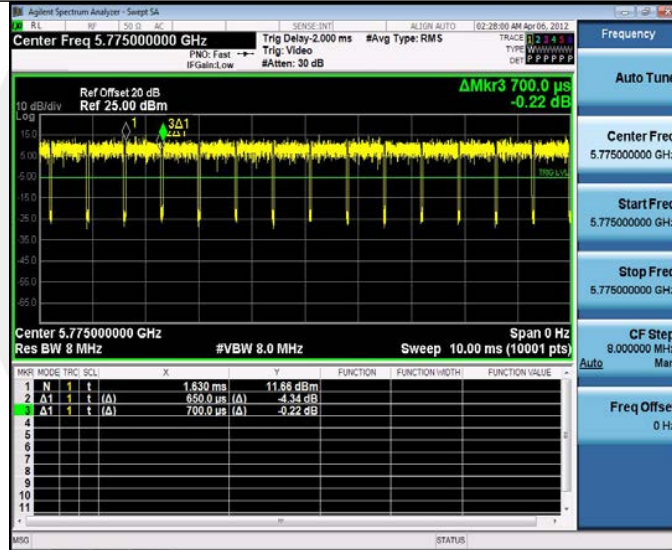 Agilent Spectrum Analyzer - Swept SA
RL RF 50 Ω AC SENSE:INT ALIGN AUTO 02:28:00 AM Apr 06, 2012
Center Freq 5.775000000 GHz
PNO: Fast
IFGain:Low
Trig Delay-2.000 ms
Trig: Video
#Atten: 30 dB
#Avg Type: RMS
TRACE 1 2 3 4 5 6
TYPE WWWWWW
DET P P P P P P
Frequency
Auto Tune
Center Freq
5.775000000 GHz
Start Freq
5.775000000 GHz
Stop Freq
5.775000000 GHz
CF Step
8.000000 MHz
Auto Man
Freq Offset
0 Hz
Ref Offset 20 dB
10 dB/div Ref 25.00 dBm
Log
ΔMkr3 700.0 µs
-0.22 dB
1
3Δ1
2Δ1
15.0
5.00
-5.00
TRIG LVL
-15.0
-25.0
-35.0
-45.0
-55.0
-65.0
Center 5.775000000 GHz Span 0 Hz
Res BW 8 MHz #VBW 8.0 MHz Sweep 10.00 ms (10001 pts)
MKR MODE TRC SCL X Y FUNCTION FUNCTION WIDTH FUNCTION VALUE
1 N 1 t 1.630 ms 11.66 dBm
2 Δ1 1 t (Δ) 650.0 µs (Δ) -4.34 dB
3 Δ1 1 t (Δ) 700.0 µs (Δ) -0.22 dB
4
5
6
7
8
9
10
11
MSG STATUS